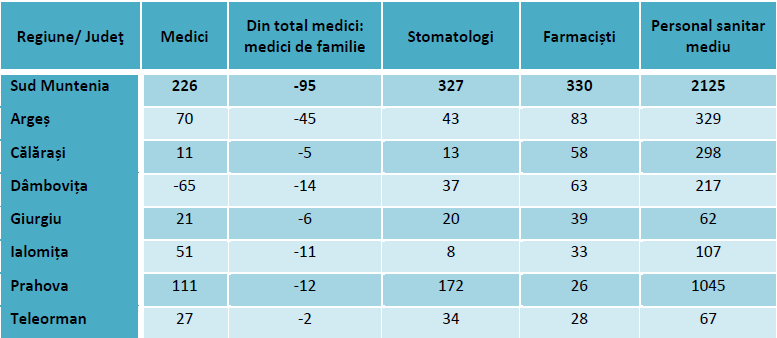 Regiune/ Judeţ Medici Din total medici: medici de familie Stomatologi Farmaciști Personal sanitar mediu
Sud Muntenia 226 -95 327 330 2125
Argeș 70 -45 43 83 329
Călărași 11 -5 13 58 298
Dâmbovița -65 -14 37 63 217
Giurgiu 21 -6 20 39 62
Ialomița 51 -11 8 33 107
Prahova 111 -12 172 26 1045
Teleorman 27 -2 34 28 67